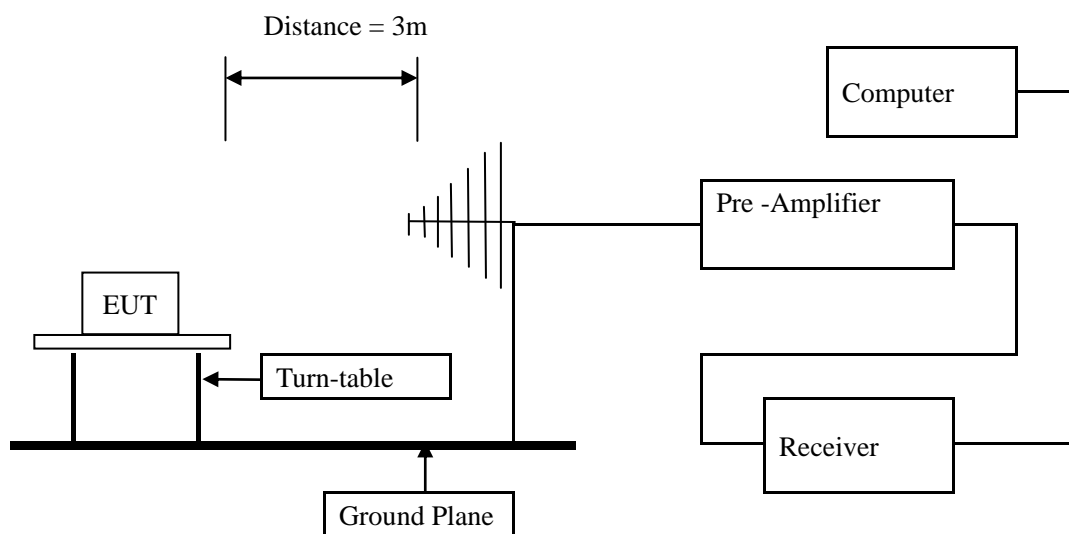 Distance = 3m
Computer
Pre -Amplifier
EUT
Turn-table
Receiver
Ground Plane